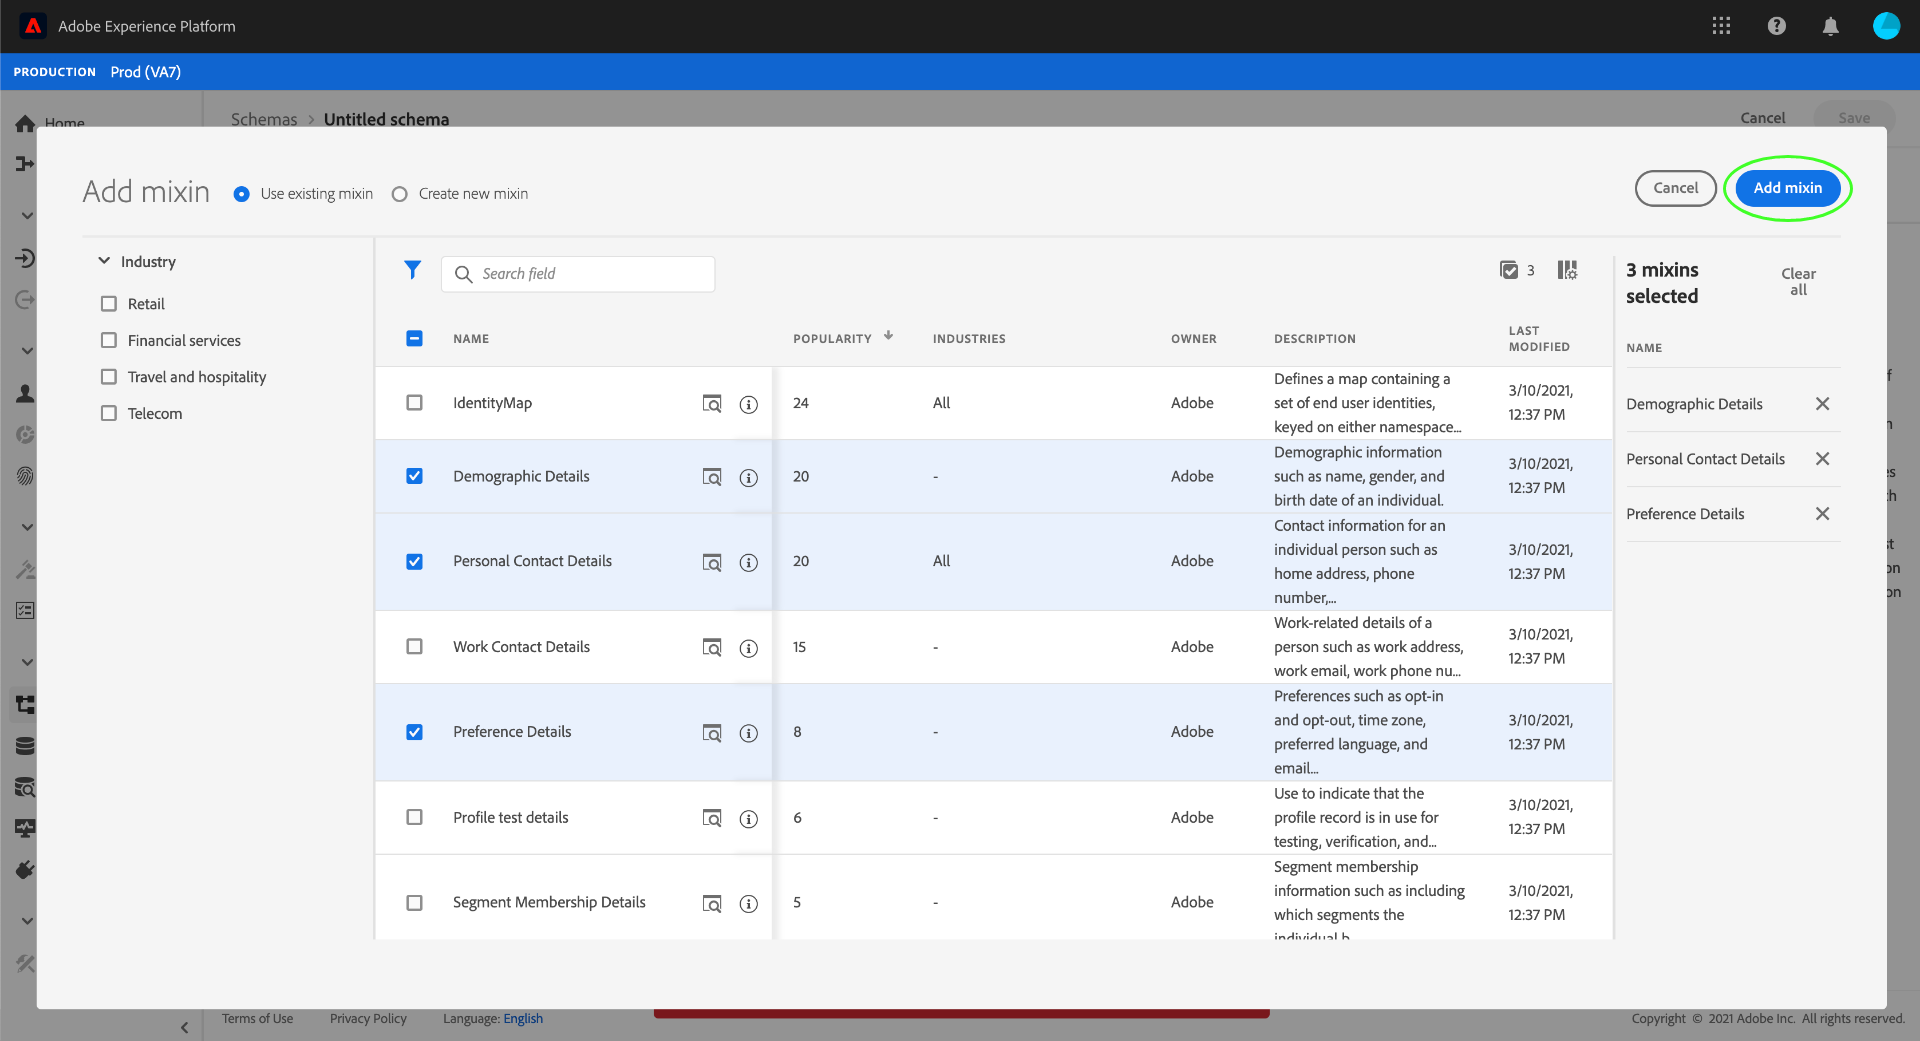 Adobe Experience Platform
PRODUCTION Prod (VA7)
Home
Schemas > Untitled schema
Cancel Save
Add mixin
Use existing mixin
Create new mixin
Cancel
Add mixin
Industry
Retail
Financial services
Travel and hospitality
Telecom
Search field
3
NAME POPULARITY INDUSTRIES OWNER DESCRIPTION LAST
MODIFIED
IdentityMap 24 All Adobe
Defines a map containing a
set of end user identities,
keyed on either namespace...
3/10/2021,
12:37 PM
Demographic Details 20 - Adobe
Demographic information
such as name, gender, and
birth date of an individual.
3/10/2021,
12:37 PM
Personal Contact Details 20 All Adobe
Contact information for an
individual person such as
home address, phone
number,...
3/10/2021,
12:37 PM
Work Contact Details 15 - Adobe
Work-related details of a
person such as work address,
work email, work phone nu...
3/10/2021,
12:37 PM
Preference Details 8 - Adobe
Preferences such as opt-in
and opt-out, time zone,
preferred language, and
email...
3/10/2021,
12:37 PM
Profile test details 6 - Adobe
Use to indicate that the
profile record is in use for
testing, verification, and...
3/10/2021,
12:37 PM
Segment Membership Details 5 - Adobe
Segment membership
information such as including
which segments the
individual b
3/10/2021,
12:37 PM
3 mixins
selected
Clear
all
NAME
Demographic Details
Personal Contact Details
Preference Details
Terms of Use Privacy Policy Language: English
Copyright © 2021 Adobe Inc. All rights reserved.